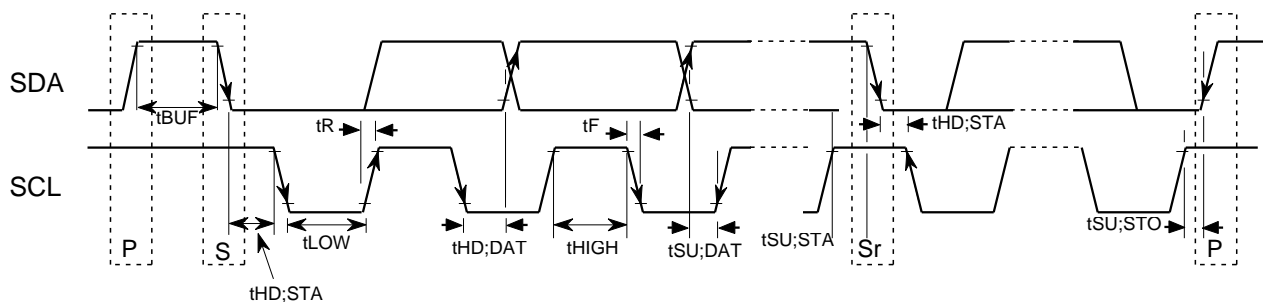 SDA
tBUF
tR
tF
tHD;STA
SCL
P
S
tLOW
tHD;DAT
tHIGH
tSU;DAT
tSU;STA
Sr
tSU;STO
P
tHD;STA